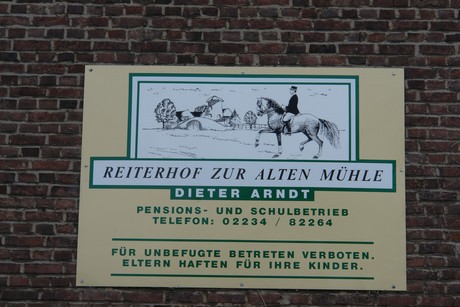 REITERHOF ZUR ALTEN MÜHLE
DIETER ARNDT
PENSIONS- UND SCHULBETRIEB
TELEFON: 02234 / 82264
FÜR UNBEFUGTE BETRETEN VERBOTEN.
ELTERN HAFTEN FÜR IHRE KINDER.